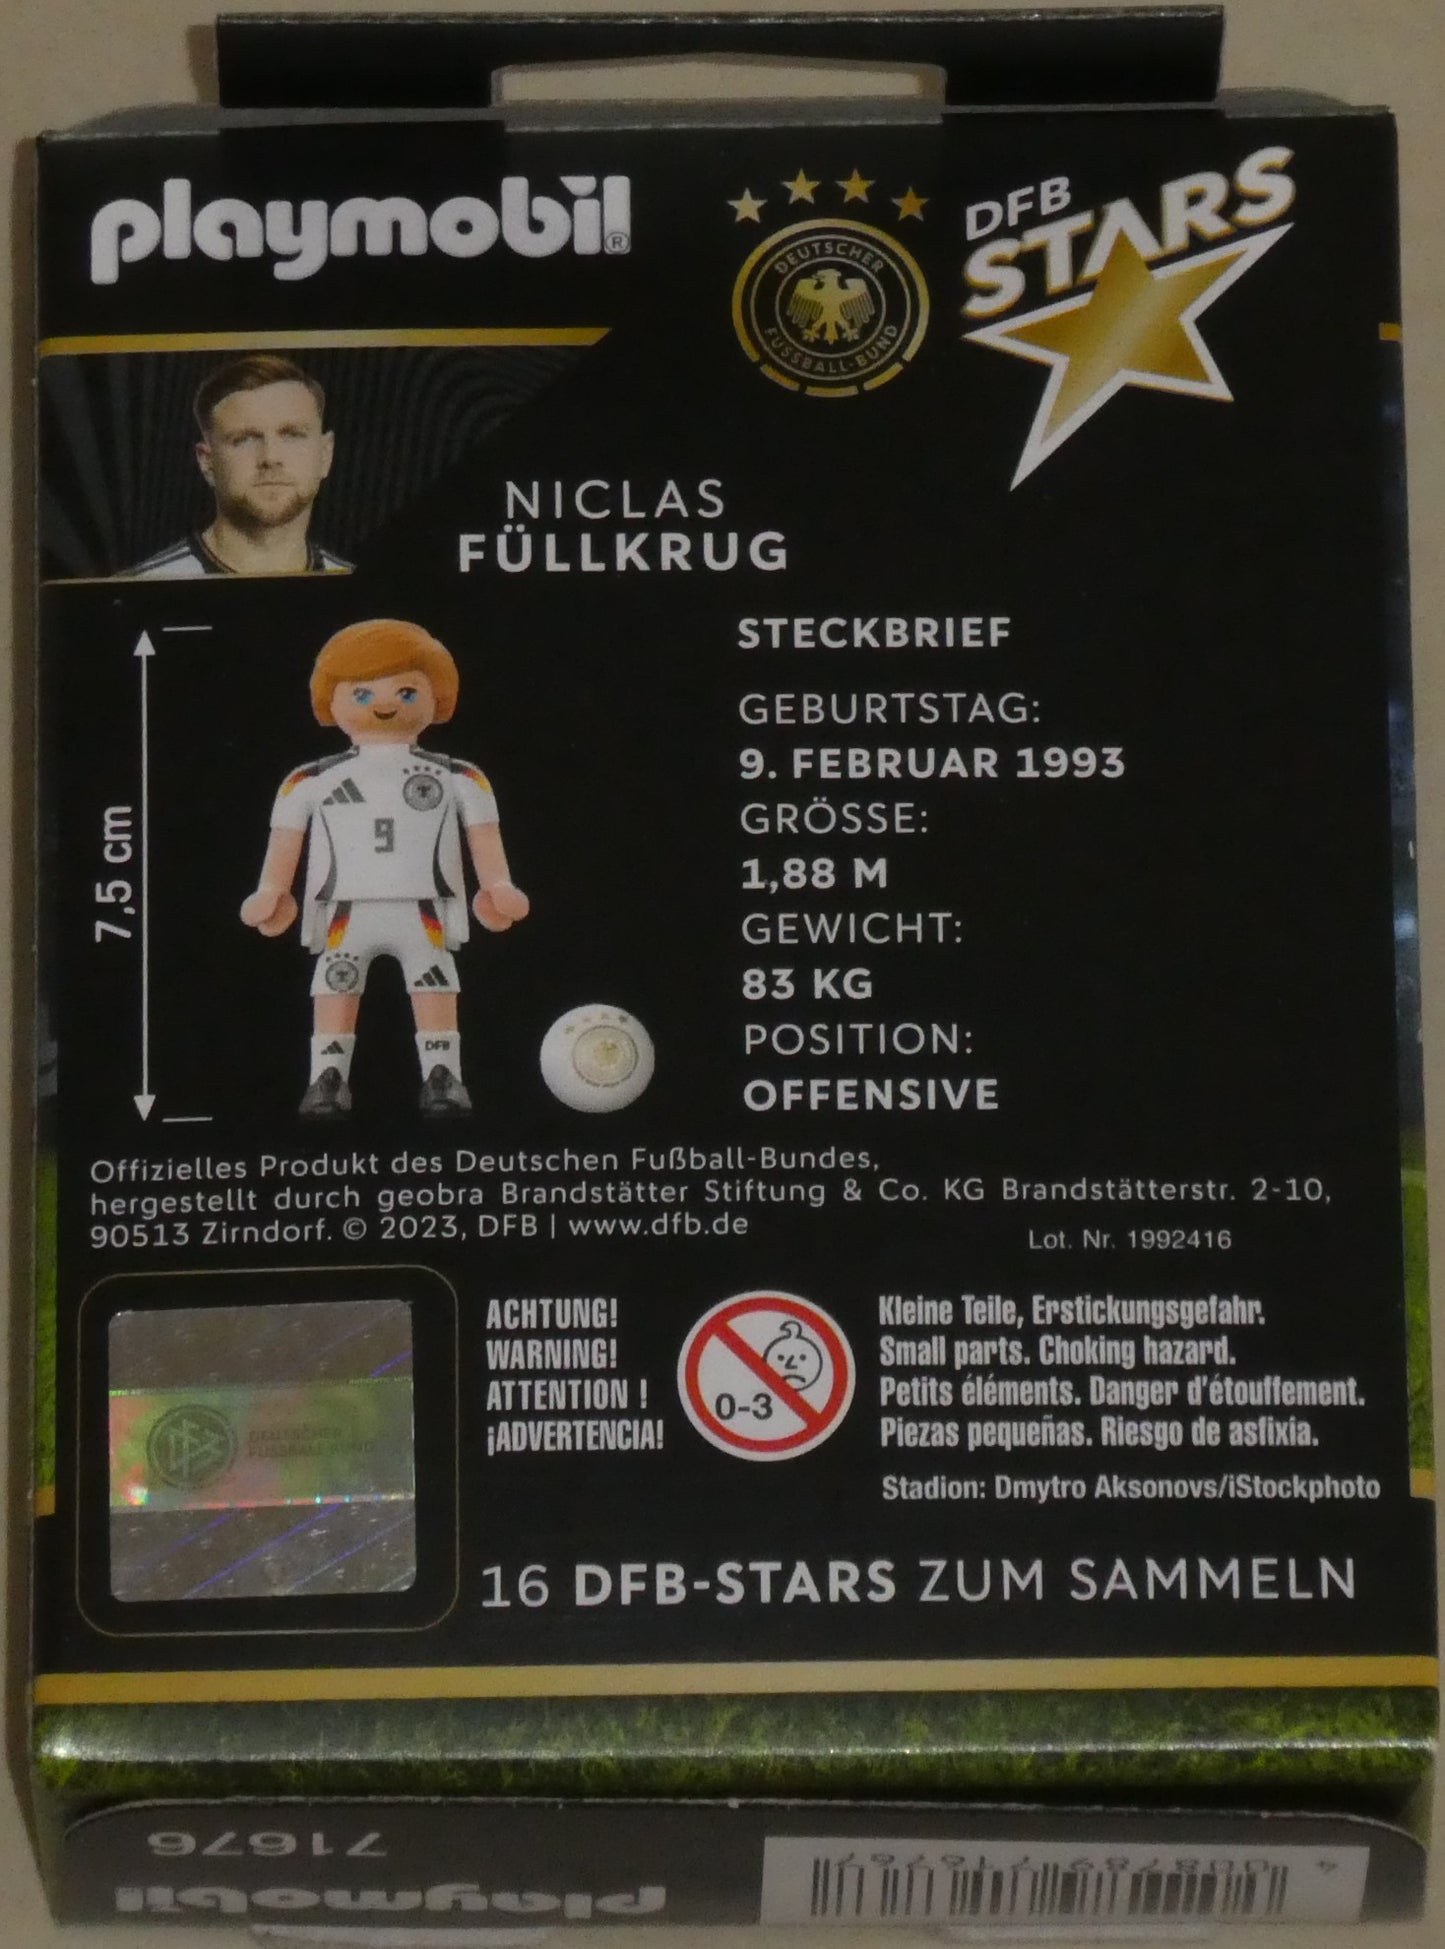 playmobil®
DFB
STARS
DEUTSCHER
FUSSBALL-BUND
NICLAS
FÜLLKRUG
STECKBRIEF
GEBURTSTAG:
9. FEBRUAR 1993
GRÖSSE:
1,88 M
GEWICHT:
83 KG
POSITION:
OFFENSIVE
7,5 cm
9
DFB
Offizielles Produkt des Deutschen Fußball-Bundes,
hergestellt durch geobra Brandstätter Stiftung & Co. KG Brandstätterstr. 2-10,
90513 Zirndorf. © 2023, DFB | www.dfb.de
Lot. Nr. 1992416
DFB
DEUTSCHER
FUSSBALL-BUND
ACHTUNG!
WARNING!
ATTENTION !
¡ADVERTENCIA!
0-3
Kleine Teile, Erstickungsgefahr.
Small parts. Choking hazard.
Petits éléments. Danger d'étouffement.
Piezas pequeñas. Riesgo de asfixia.
Stadion: Dmytro Aksonovs/iStockphoto
16 DFB-STARS ZUM SAMMELN
71676
playmobil